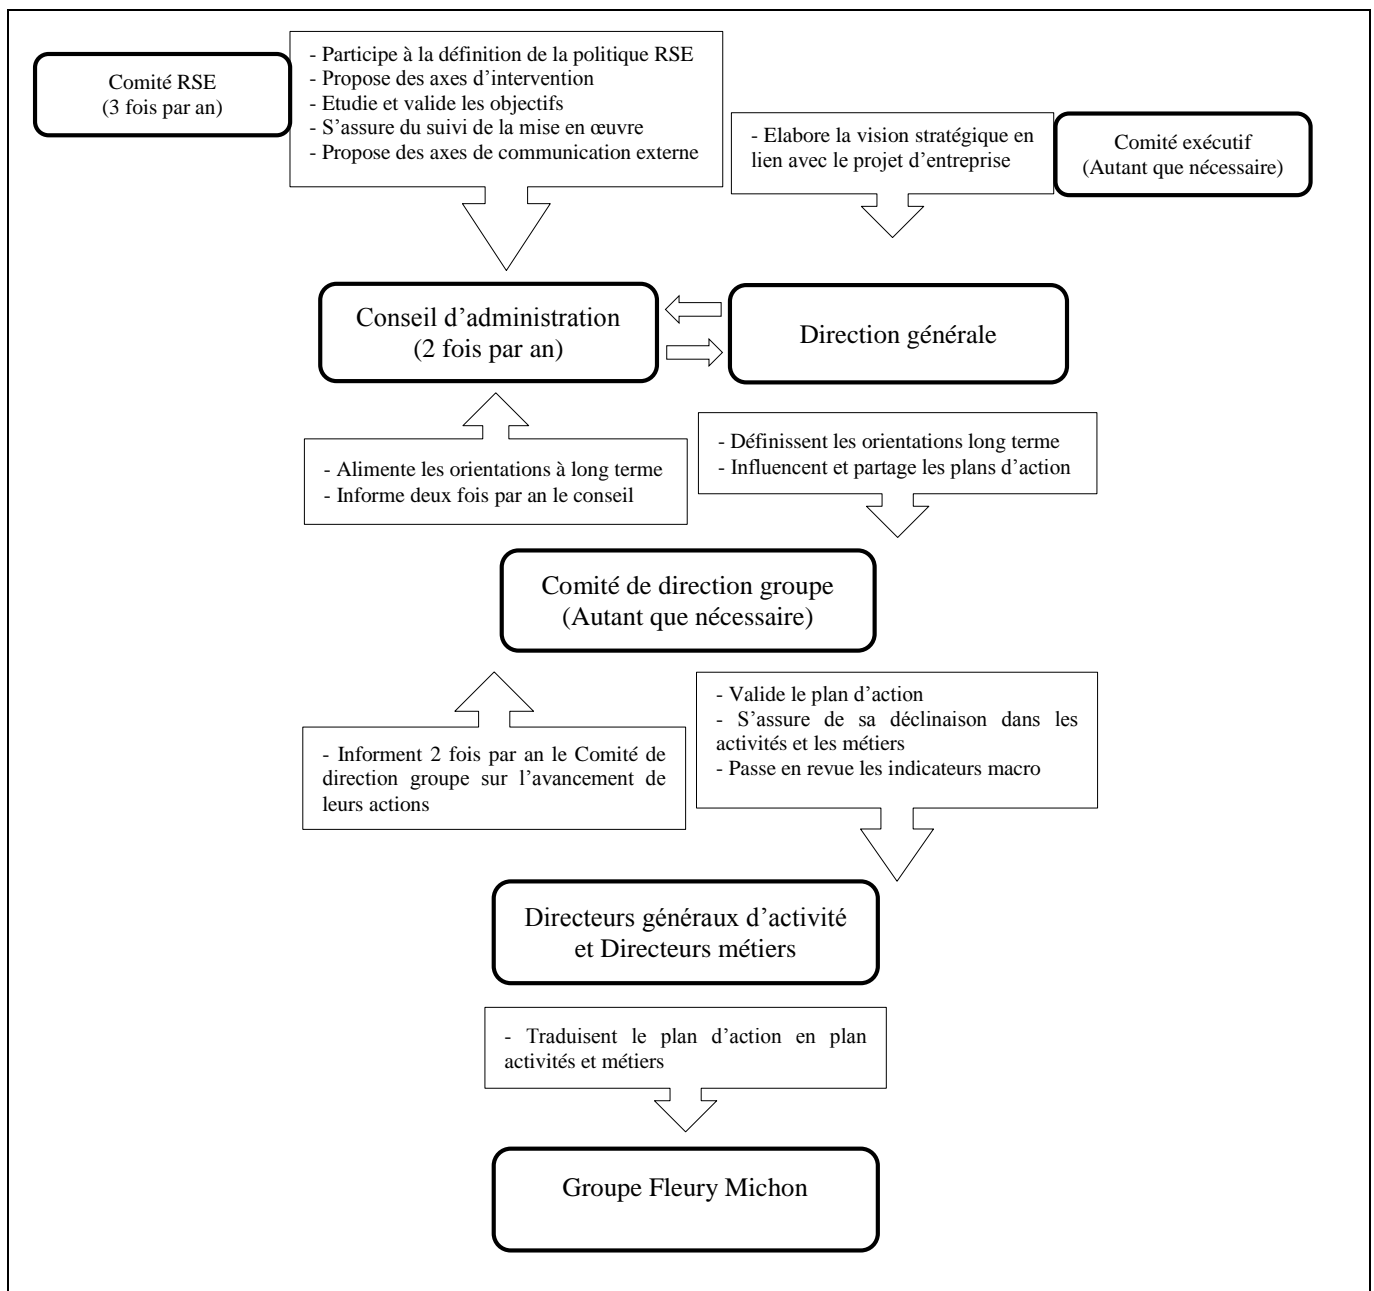 Comité RSE
(3 fois par an)
- Participe à la définition de la politique RSE
- Propose des axes d’intervention
- Etudie et valide les objectifs
- S’assure du suivi de la mise en œuvre
- Propose des axes de communication externe
- Elabore la vision stratégique en
lien avec le projet d’entreprise
Comité exécutif
(Autant que nécessaire)
Conseil d’administration
(2 fois par an)
Direction générale
- Alimente les orientations à long terme
- Informe deux fois par an le conseil
- Définissent les orientations long terme
- Influencent et partage les plans d’action
Comité de direction groupe
(Autant que nécessaire)
- Informent 2 fois par an le Comité de
direction groupe sur l’avancement de
leurs actions
- Valide le plan d’action
- S’assure de sa déclinaison dans les
activités et les métiers
- Passe en revue les indicateurs macro
Directeurs généraux d’activité
et Directeurs métiers
- Traduisent le plan d’action en plan
activités et métiers
Groupe Fleury Michon